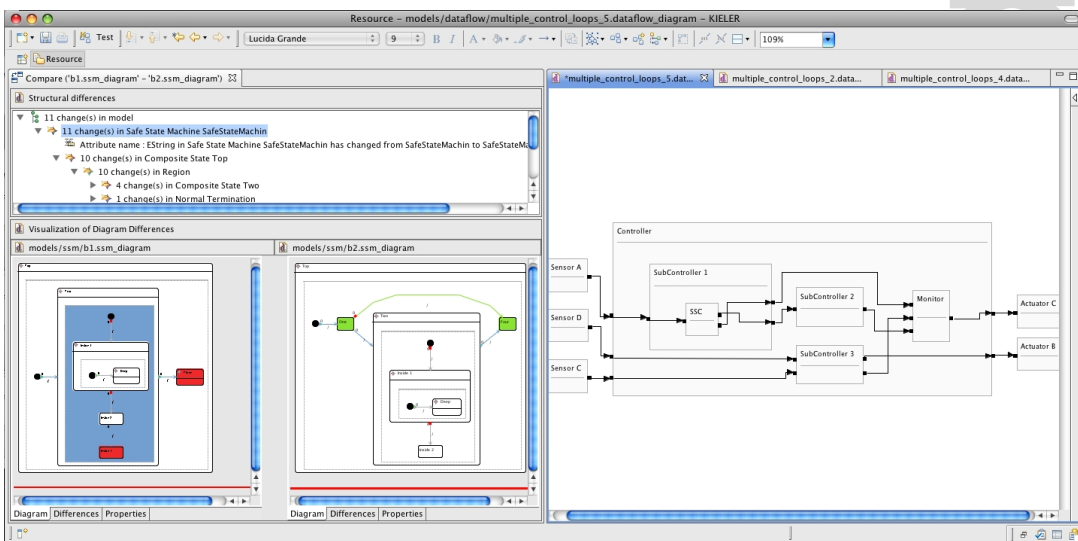 Resource - models/dataflow/multiple_control_loops_5.dataflow_diagram - KIELER
Test
Lucida Grande
9
B I
A
109%
Resource
Compare ('b1.ssm_diagram' - 'b2.ssm_diagram')
Structural differences
11 change(s) in model
11 change(s) in Safe State Machine SafeStateMachin
Attribute name : EString in Safe State Machine SafeStateMachin has changed from SafeStateMachin to SafeStateMa
10 change(s) in Composite State Top
10 change(s) in Region
4 change(s) in Composite State Two
1 change(s) in Normal Termination
Visualization of Diagram Differences
models/ssm/b1.ssm_diagram
models/ssm/b2.ssm_diagram
Top
Two
Inside 1
Deep
Inside 2
Diagram
Differences
Properties
Diagram
Differences
Properties
*multiple_control_loops_5.dat...
multiple_control_loops_2.data...
multiple_control_loops_4.data...
Controller
Sensor A
Sensor D
Sensor C
SubController 1
SSC
SubController 2
SubController 3
Monitor
Actuator C
Actuator B